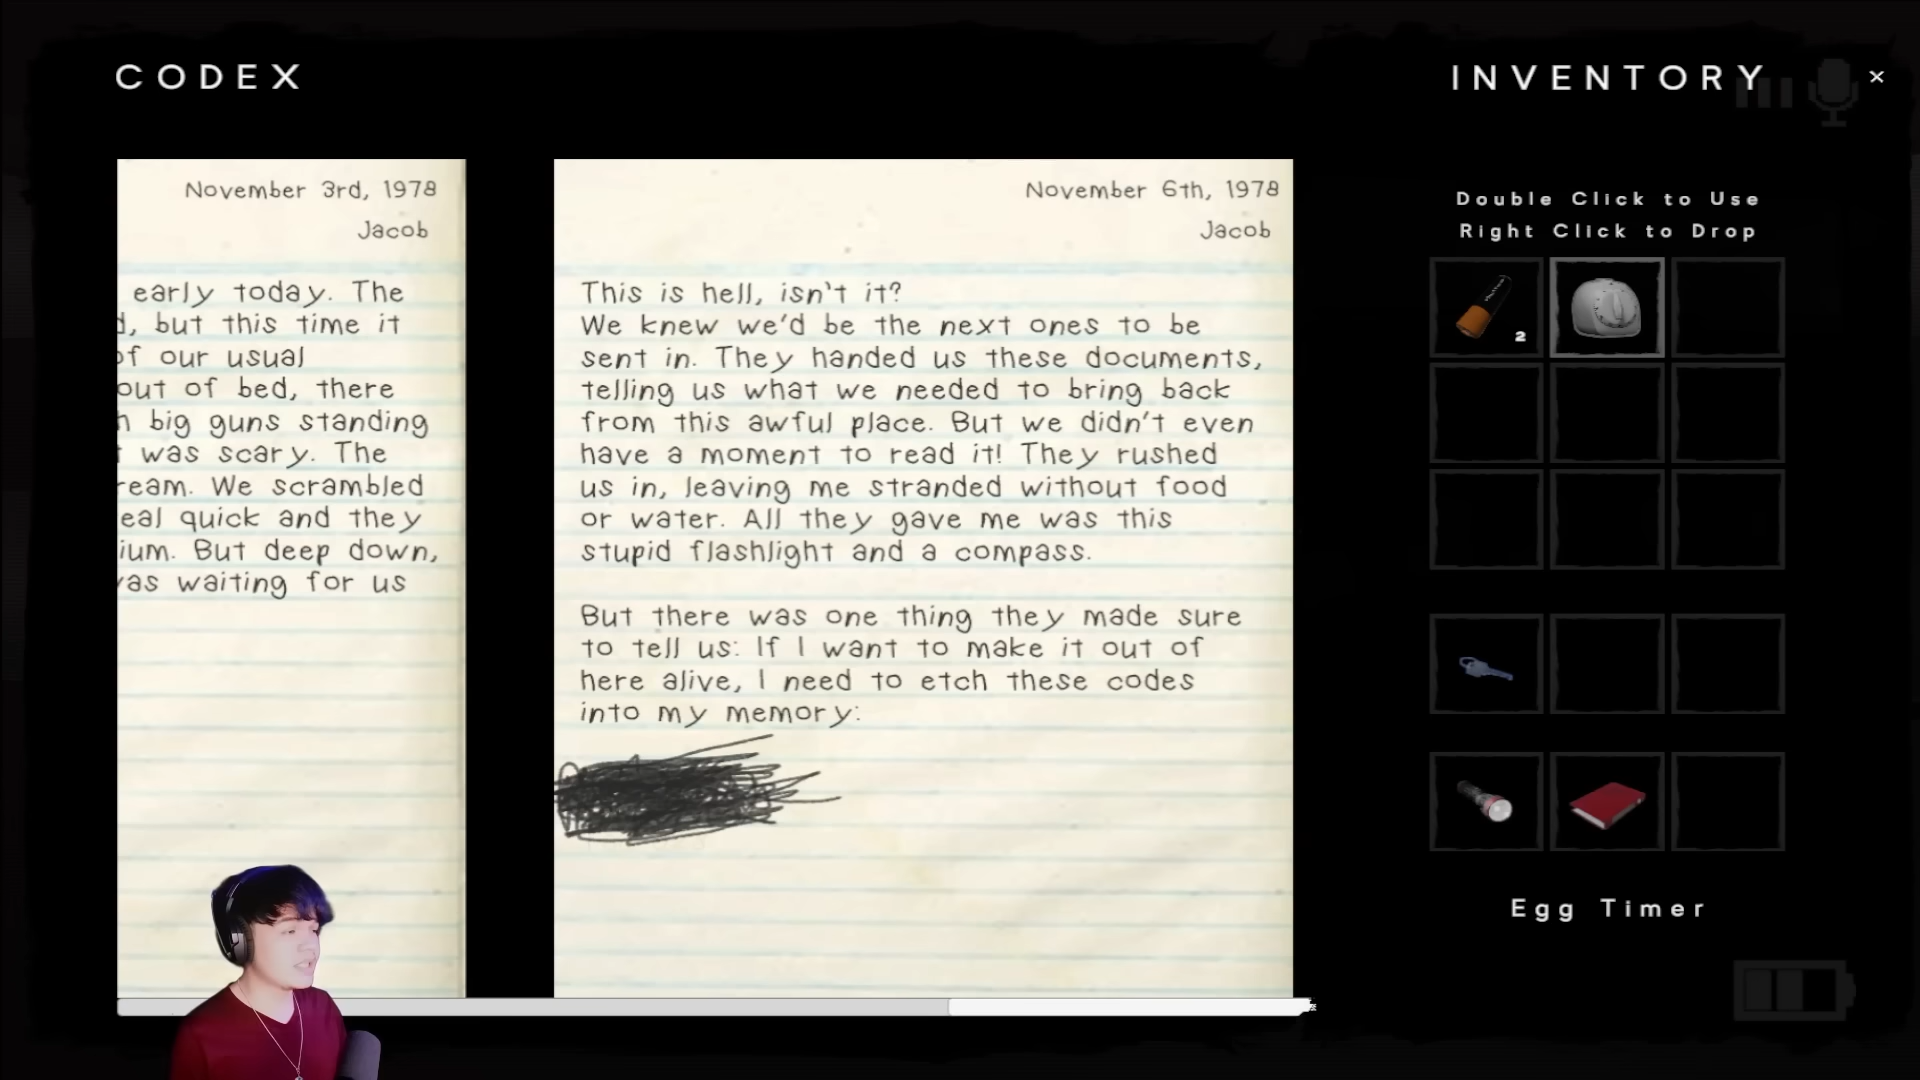 CODEX
INVENTORY
×
November 3rd, 1978
Jacob
early today. The
, but this time it
of our usual
out of bed, there
big guns standing
was scary. The
ream. We scrambled
eal quick and they
ium. But deep down,
was waiting for us
November 6th, 1978
Jacob
This is hell, isn't it?
We knew we'd be the next ones to be
sent in. They handed us these documents,
telling us what we needed to bring back
from this awful place. But we didn't even
have a moment to read it! They rushed
us in, leaving me stranded without food
or water. All they gave me was this
stupid flashlight and a compass.
But there was one thing they made sure
to tell us: If I want to make it out of
here alive, I need to etch these codes
into my memory:
Double Click to Use
Right Click to Drop
2
Egg Timer